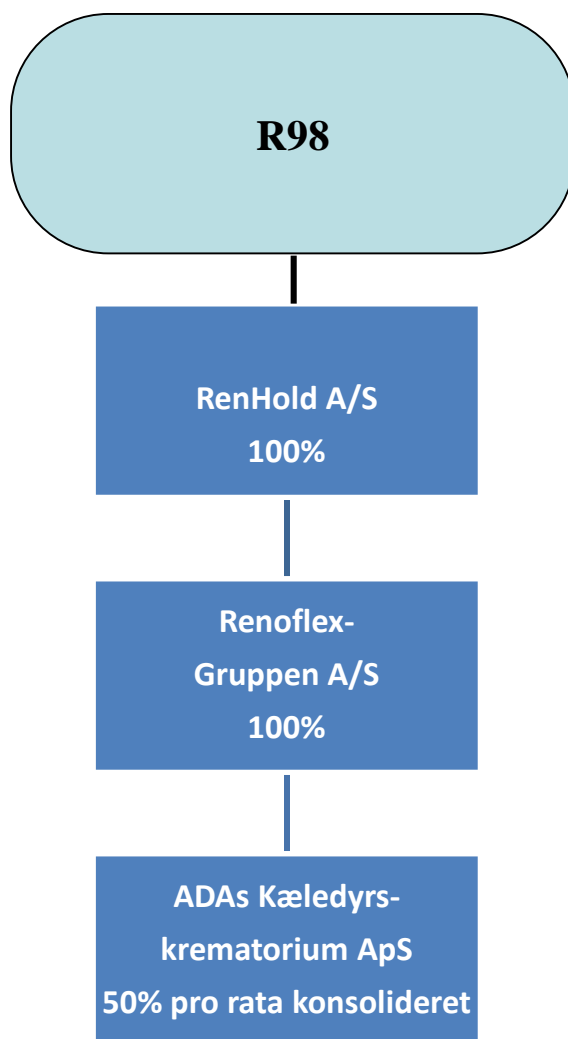 R98
RenHold A/S
100%
Renoflex-
Gruppen A/S
100%
ADAs Kæledyrs-
krematorium ApS
50% pro rata konsolideret